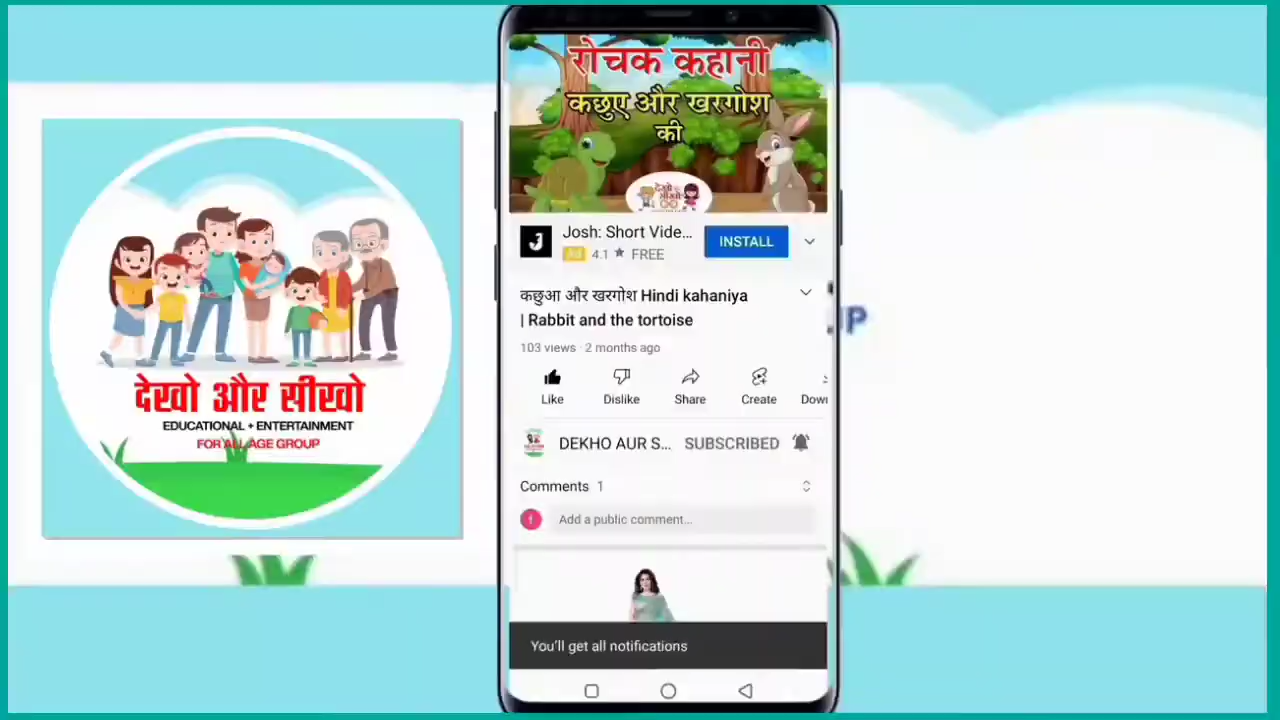 देखो और सीखो
EDUCATIONAL + ENTERTAINMENT
FOR ALL AGE GROUP
रोचक कहानी
कछुए और खरगोश
की
देखो
सीखो
J
Josh: Short Vide...
Ad 4.1 ★ FREE
INSTALL
कछुआ और खरगोश Hindi kahaniya
| Rabbit and the tortoise
103 views · 2 months ago
Like Dislike Share Create Down
DEKHO AUR S... SUBSCRIBED
Comments 1
Add a public comment...
You'll get all notifications
UP